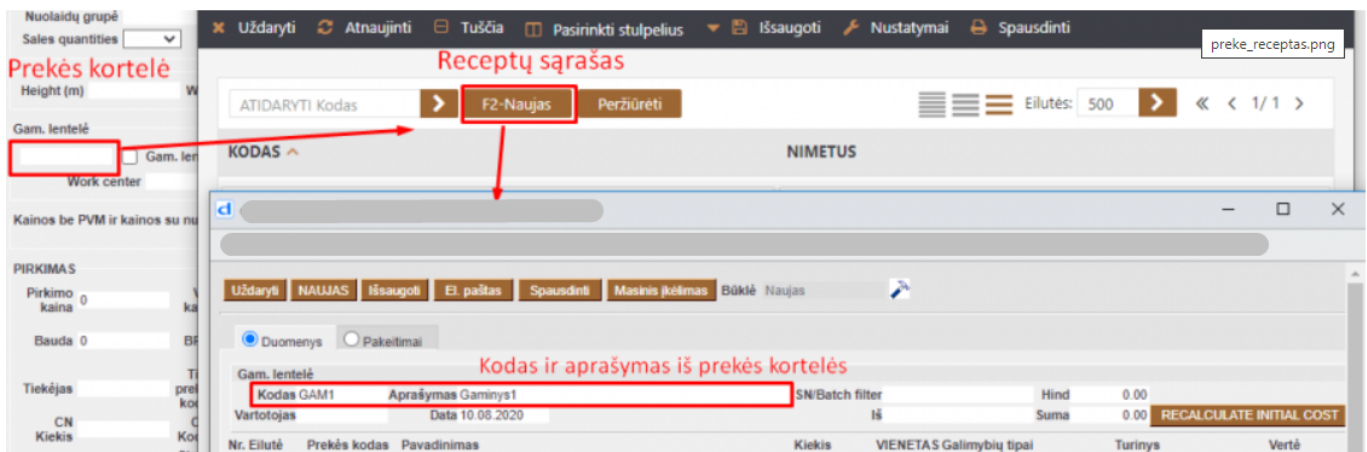 Nuolaidų grupė
Sales quantities
Prekės kortelė
Height (m)
Gam. lentelė
Gam. len
Work center
Kainos be PVM ir kainos su nu
PIRKIMAS
Pirkimo kaina 0
Bauda 0
Tiekėjas
CN
Kiekis
Uždaryti Atnaujinti Tuščia Pasirinkti stulpelius Išsaugoti Nustatymai Spausdinti
preke_receptas.png
Receptų sąrašas
ATIDARYTI Kodas F2-Naujas Peržiūrėti Eilutės: 500 « < 1/1 >
KODAS NIMETUS
Uždaryti NAUJAS Išsaugoti El. paštas Spausdinti Masinis įkėlimas Būklė Naujas
Duomenys Pakeitimai
Kodas ir aprašymas iš prekės kortelės
Gam. lentelė
Kodas GAM1 Aprašymas Gaminys1 SN/Batch filter Hind 0.00
Vartotojas Data 10.08.2020 Iš Suma 0.00 RECALCULATE INITIAL COST
Nr. Eilutė Prekės kodas Pavadinimas Kiekis VIENETAS Galimybių tipai Turinys Vertė